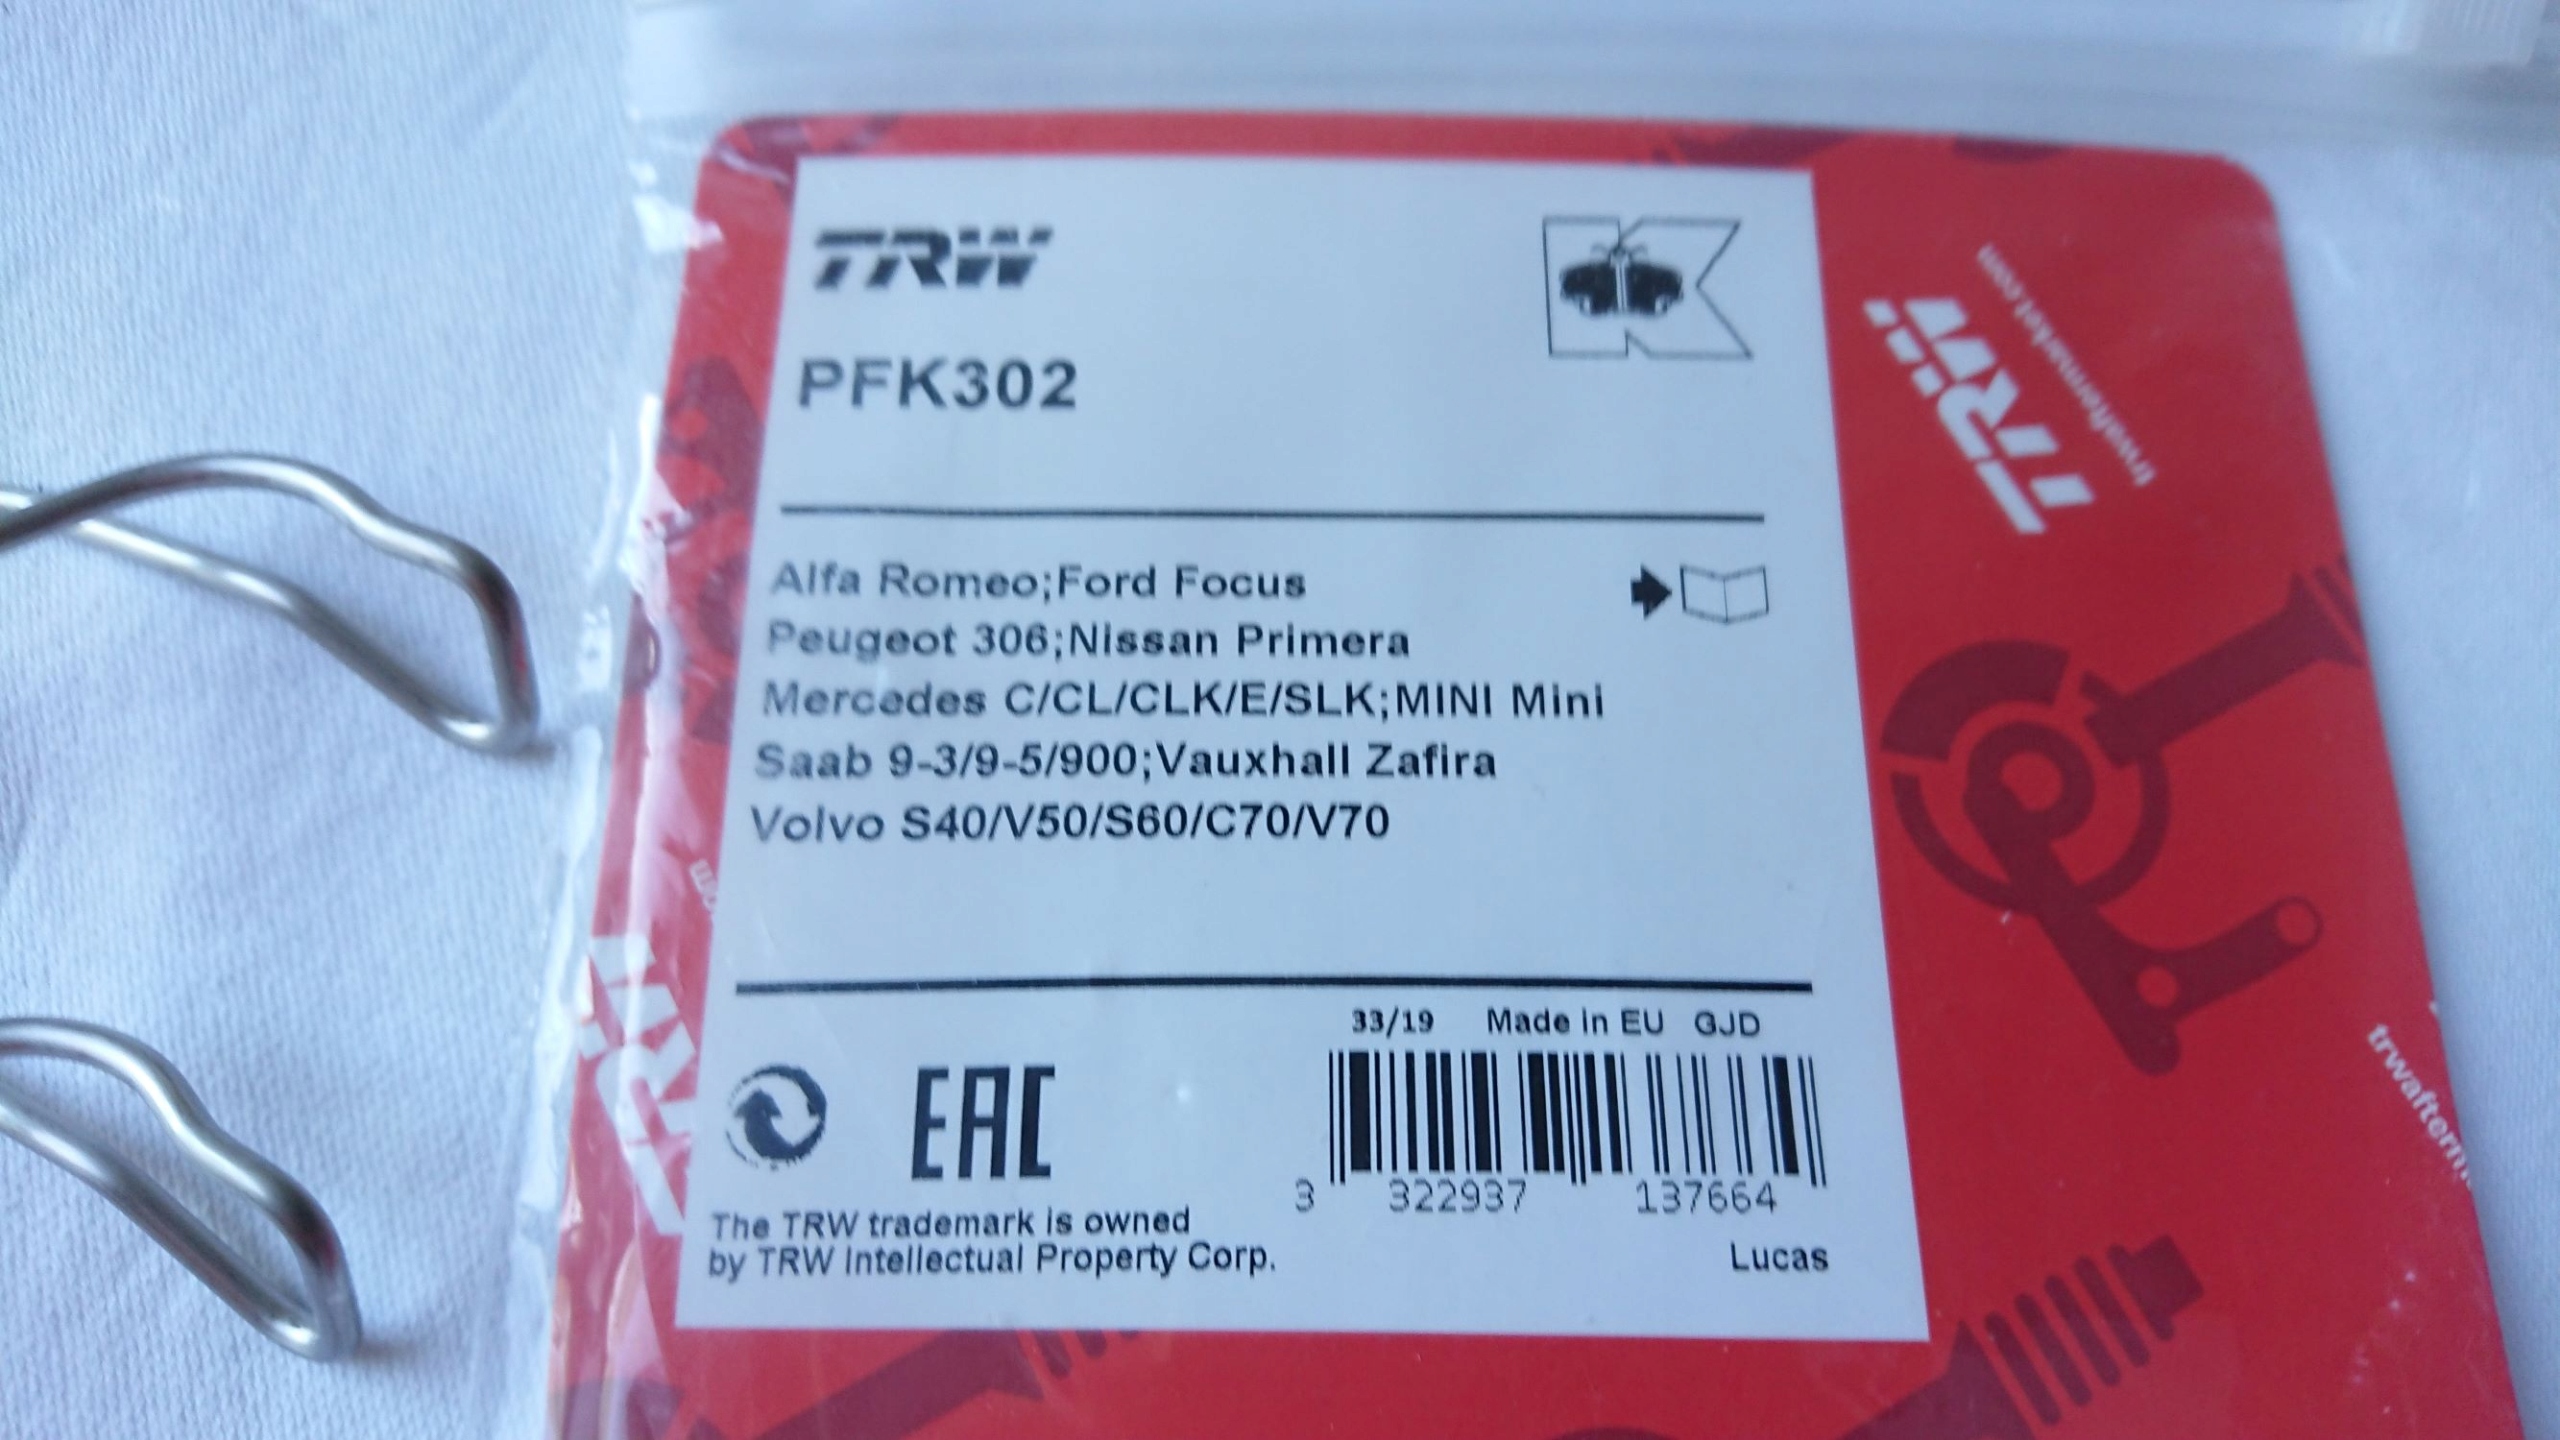 TRW
PFK302
Alfa Romeo;Ford Focus
Peugeot 306;Nissan Primera
Mercedes C/CL/CLK/E/SLK;MINI Mini
Saab 9-3/9-5/900;Vauxhall Zafira
Volvo S40/V50/S60/C70/V70
33/19 Made in EU GJD
EAC
3 322937 137664
The TRW trademark is owned
by TRW Intellectual Property Corp.
Lucas
TRW
trwaftermarket.com